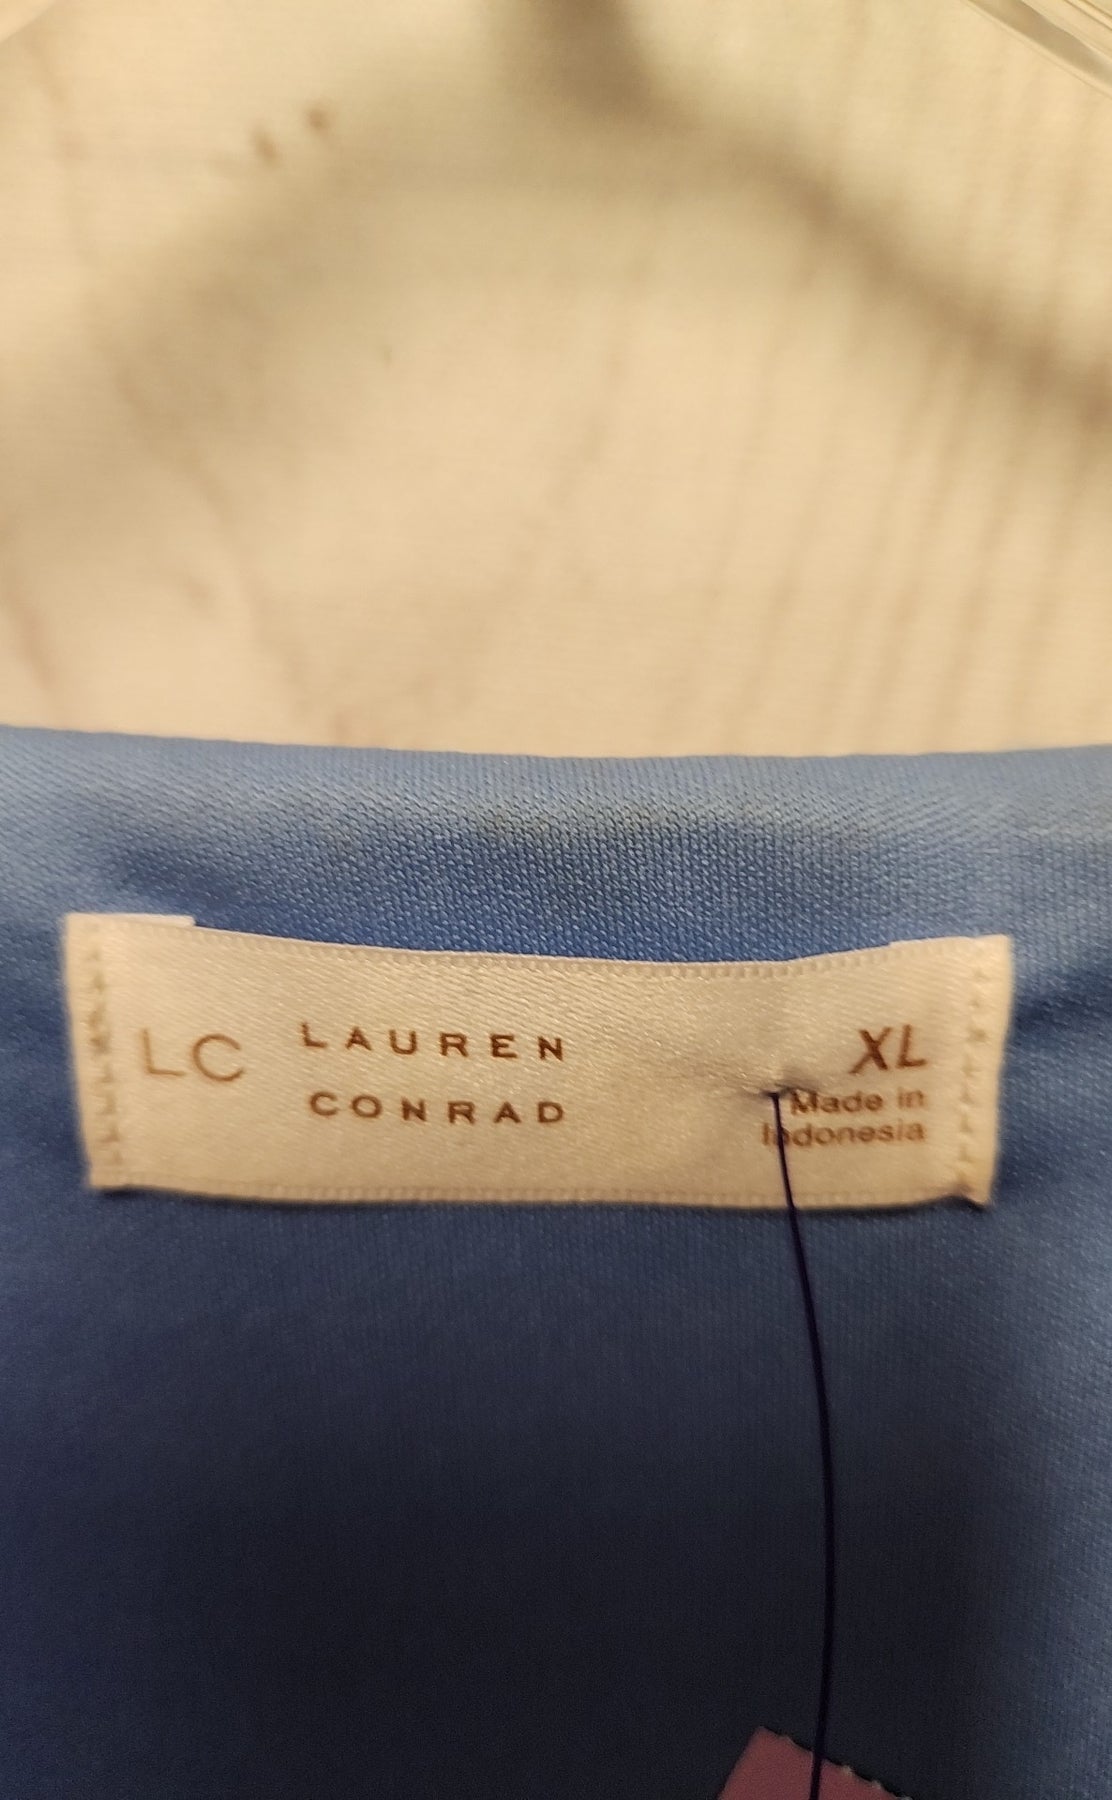 LC
LAUREN
CONRAD
XL
Made in
Indonesia